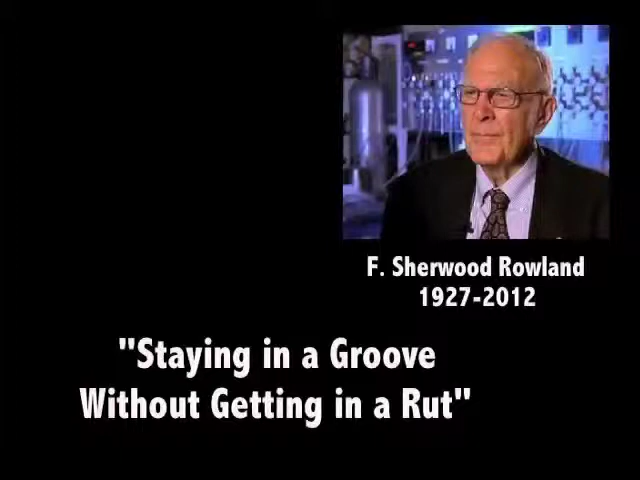 F. Sherwood Rowland
1927-2012
"Staying in a Groove
Without Getting in a Rut"